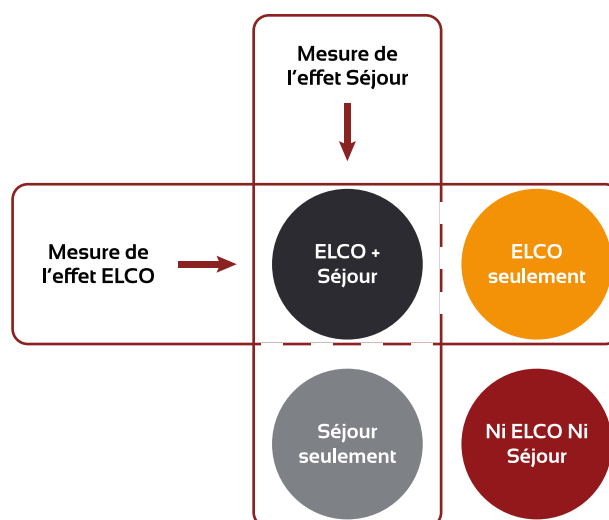 Mesure de
l'effet Séjour
Mesure de
l'effet ELCO
ELCO +
Séjour
ELCO
seulement
Séjour
seulement
Ni ELCO Ni
Séjour